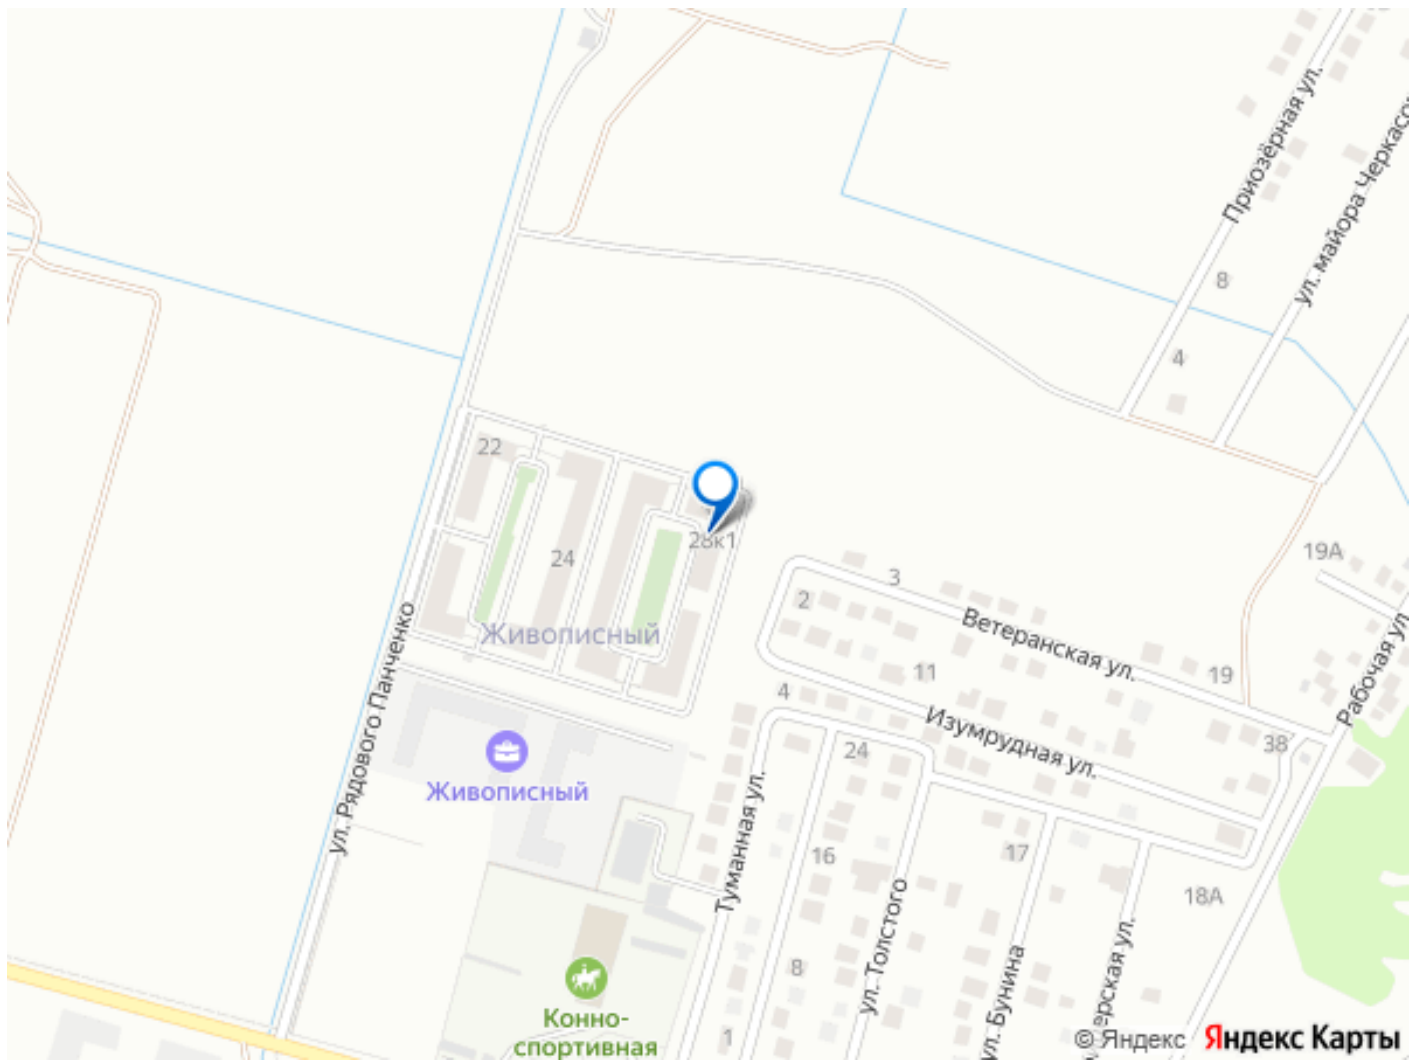 Приозёрная ул.
ул. майора Черкасо
8
4
22
28к1
24
19А
3
2
Ветеранская ул.
Живописный
ул. Рядового Панченко
11
19
Рабочая ул.
4
Изумрудная ул.
24
38
Живописный
Туманная ул.
16
17
18А
ул. Толстого
ерская ул.
8
ул. Бунина
1
Конно-
спортивная
© Яндекс Яндекс Карты